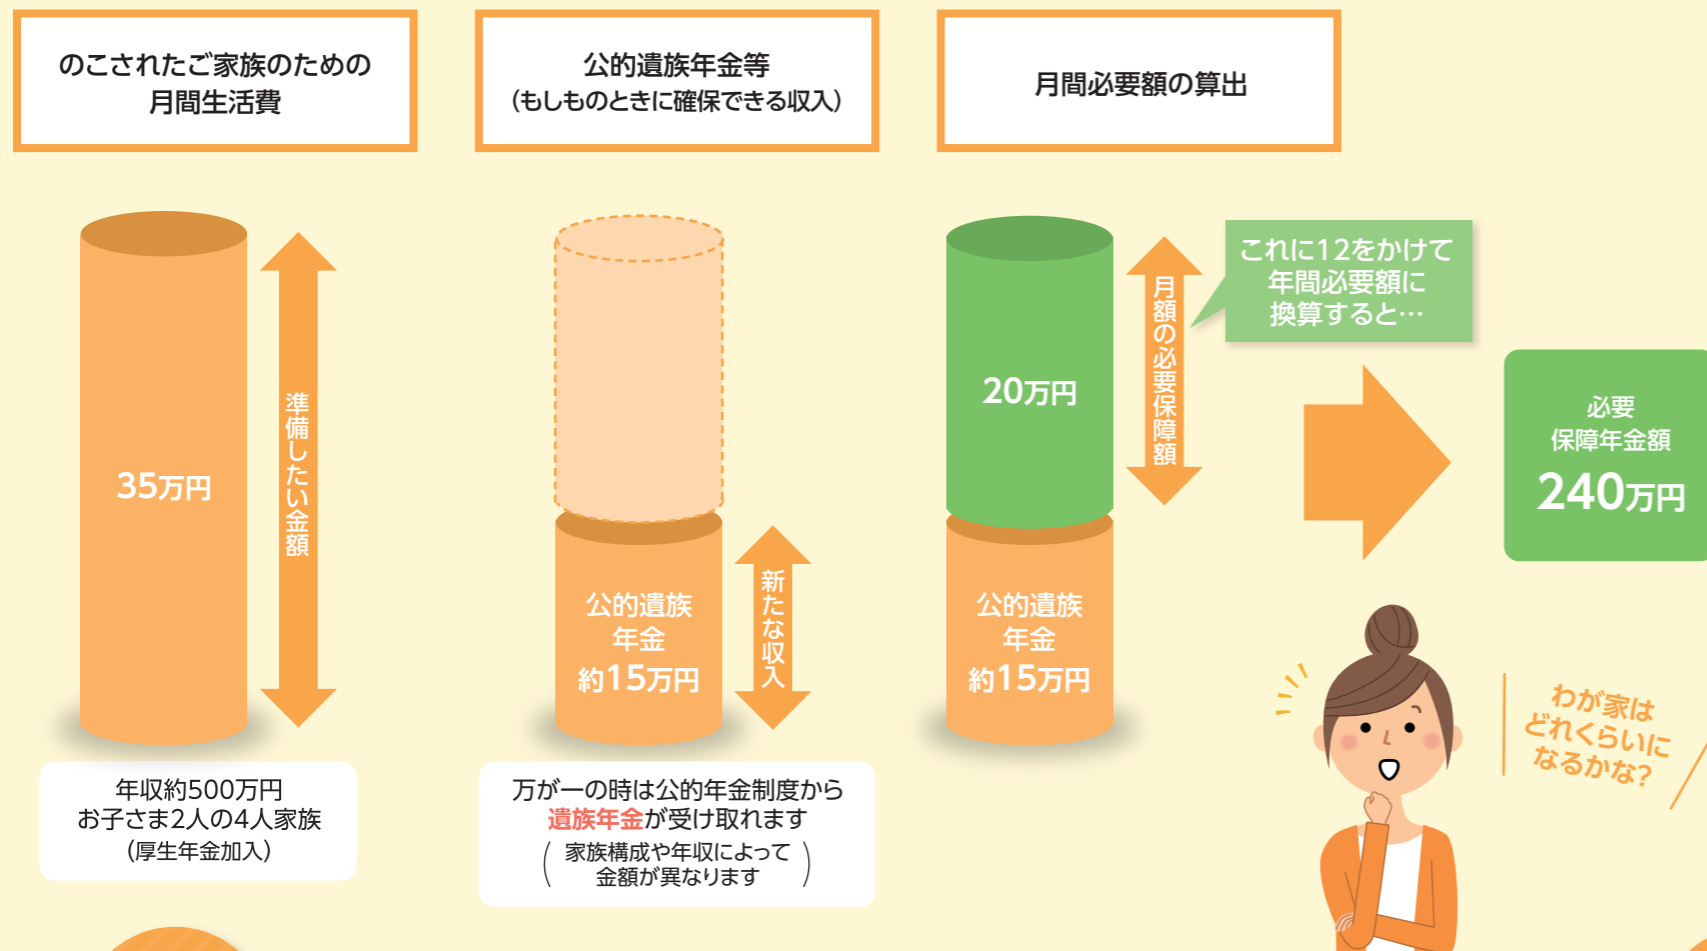 のこされたご家族のための
月間生活費
公的遺族年金等
(もしものときに確保できる収入)
月間必要額の算出
35万円
準備したい金額
年収約500万円
お子さま2人の4人家族
(厚生年金加入)
公的遺族
年金
約15万円
新たな収入
万が一の時は公的年金制度から
遺族年金が受け取れます
(家族構成や年収によって
金額が異なります)
20万円
公的遺族
年金
約15万円
月額の必要保障額
これに12をかけて
年間必要額に
換算すると…
必要
保障年金額
240万円
わが家は
どれくらいに
なるかな?